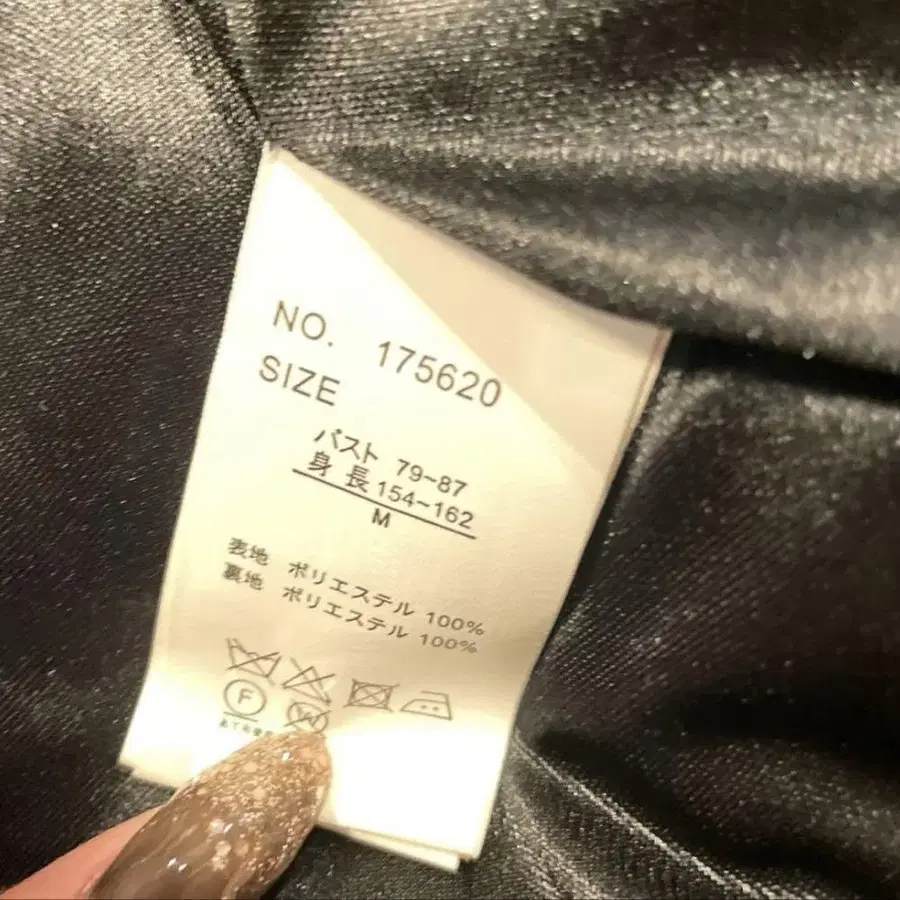 NO. 175620
SIZE
バスト 79~87
身長 154~162
M
表地 ポリエステル 100%
裏地 ポリエステル 100%
F
W